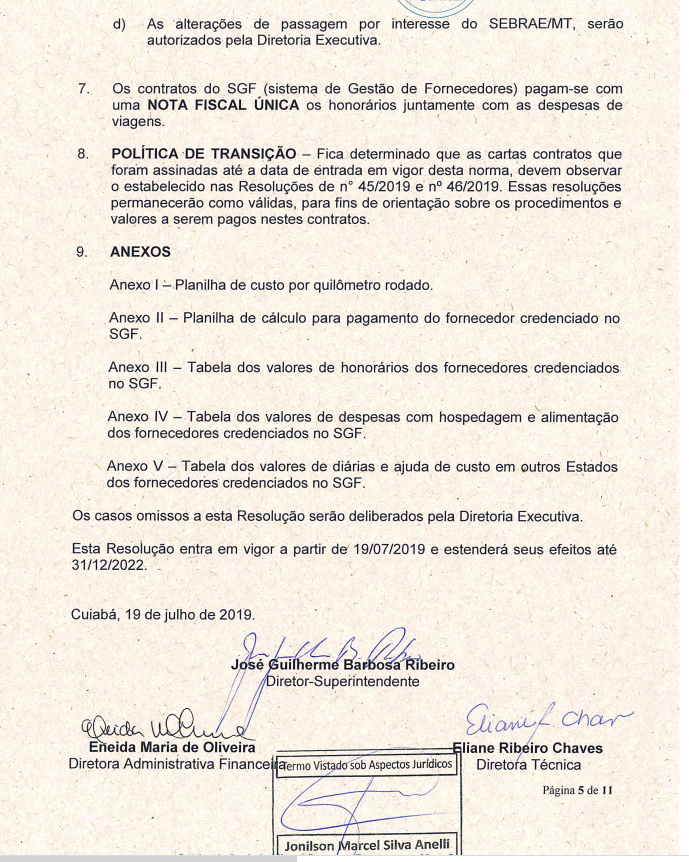 d) As alterações de passagem por interesse do SEBRAE/MT, serão
autorizados pela Diretoria Executiva.
7. Os contratos do SGF (sistema de Gestão de Fornecedores) pagam-se com
uma NOTA FISCAL ÚNICA os honorários juntamente com as despesas de
viagens.
8. POLÍTICA DE TRANSIÇÃO – Fica determinado que as cartas contratos que
foram assinadas até a data de entrada em vigor desta norma, devem observar
o estabelecido nas Resoluções de n° 45/2019 e nº 46/2019. Essas resoluções
permanecerão como válidas, para fins de orientação sobre os procedimentos e
valores a serem pagos nestes contratos.
9. ANEXOS
Anexo I – Planilha de custo por quilômetro rodado.
Anexo II – Planilha de cálculo para pagamento do fornecedor credenciado no
SGF.
Anexo III – Tabela dos valores de honorários dos fornecedores credenciados
no SGF.
Anexo IV – Tabela dos valores de despesas com hospedagem e alimentação
dos fornecedores credenciados no SGF.
Anexo V – Tabela dos valores de diárias e ajuda de custo em outros Estados
dos fornecedores credenciados no SGF.
Os casos omissos a esta Resolução serão deliberados pela Diretoria Executiva.
Esta Resolução entra em vigor a partir de 19/07/2019 e estenderá seus efeitos até
31/12/2022.
Cuiabá, 19 de julho de 2019.
José Guilherme Barbosa Ribeiro
Diretor-Superintendente
Eneida Maria de Oliveira
Diretora Administrativa Financeira
Eliane Ribeiro Chaves
Diretora Técnica
Termo Vistado sob Aspectos Jurídicos
Jonilson Marcel Silva Anelli
Página 5 de 11